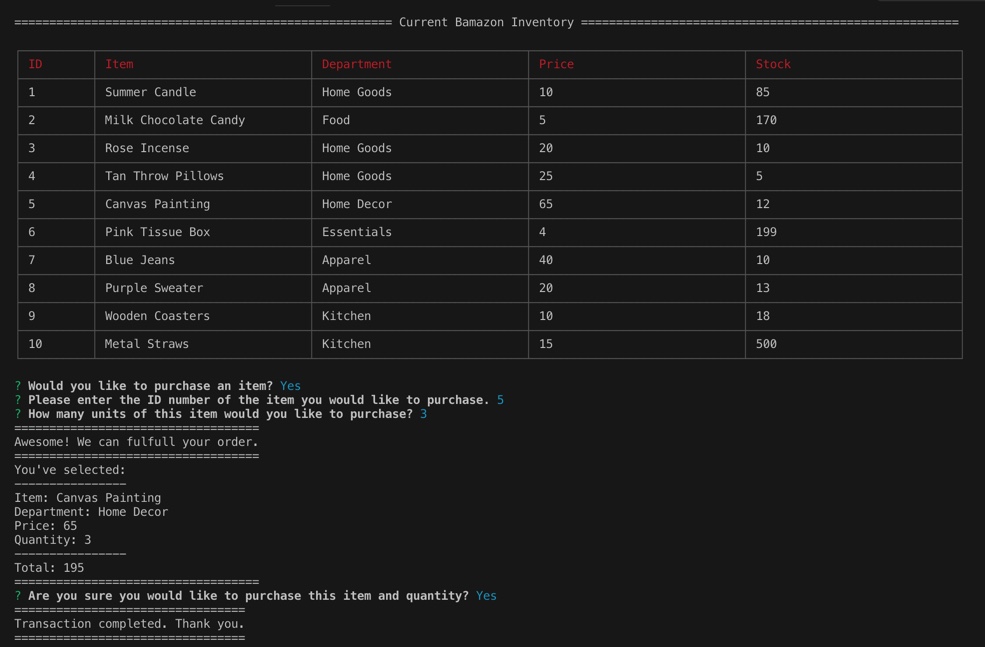 ====================================================== Current Bamazon Inventory ======================================================
ID Item Department Price Stock
1 Summer Candle Home Goods 10 85
2 Milk Chocolate Candy Food 5 170
3 Rose Incense Home Goods 20 10
4 Tan Throw Pillows Home Goods 25 5
5 Canvas Painting Home Decor 65 12
6 Pink Tissue Box Essentials 4 199
7 Blue Jeans Apparel 40 10
8 Purple Sweater Apparel 20 13
9 Wooden Coasters Kitchen 10 18
10 Metal Straws Kitchen 15 500
? Would you like to purchase an item? Yes
? Please enter the ID number of the item you would like to purchase. 5
? How many units of this item would you like to purchase? 3
===================================
Awesome! We can fulfull your order.
===================================
You've selected:
----------------
Item: Canvas Painting
Department: Home Decor
Price: 65
Quantity: 3
----------------
Total: 195
===================================
? Are you sure you would like to purchase this item and quantity? Yes
=================================
Transaction completed. Thank you.
=================================